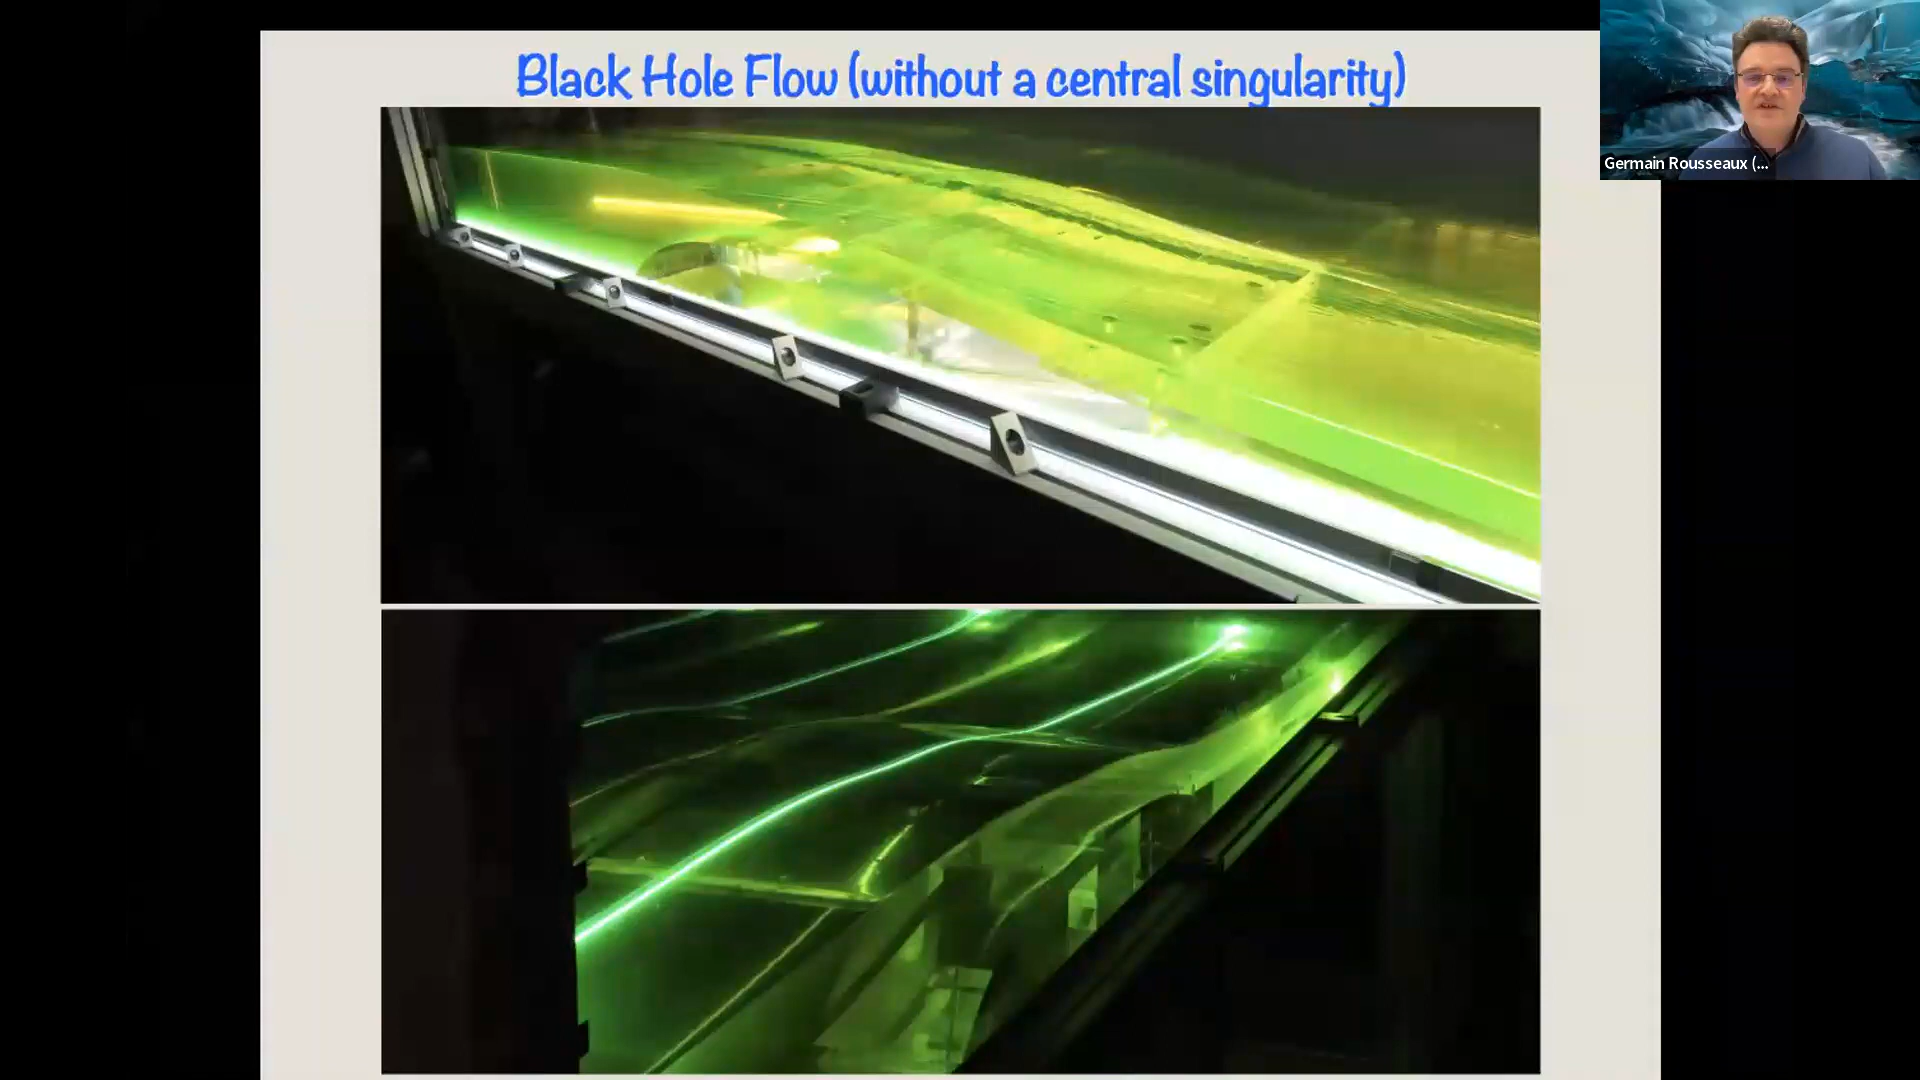 Black Hole Flow (without a central singularity)
Germain Rousseaux (...